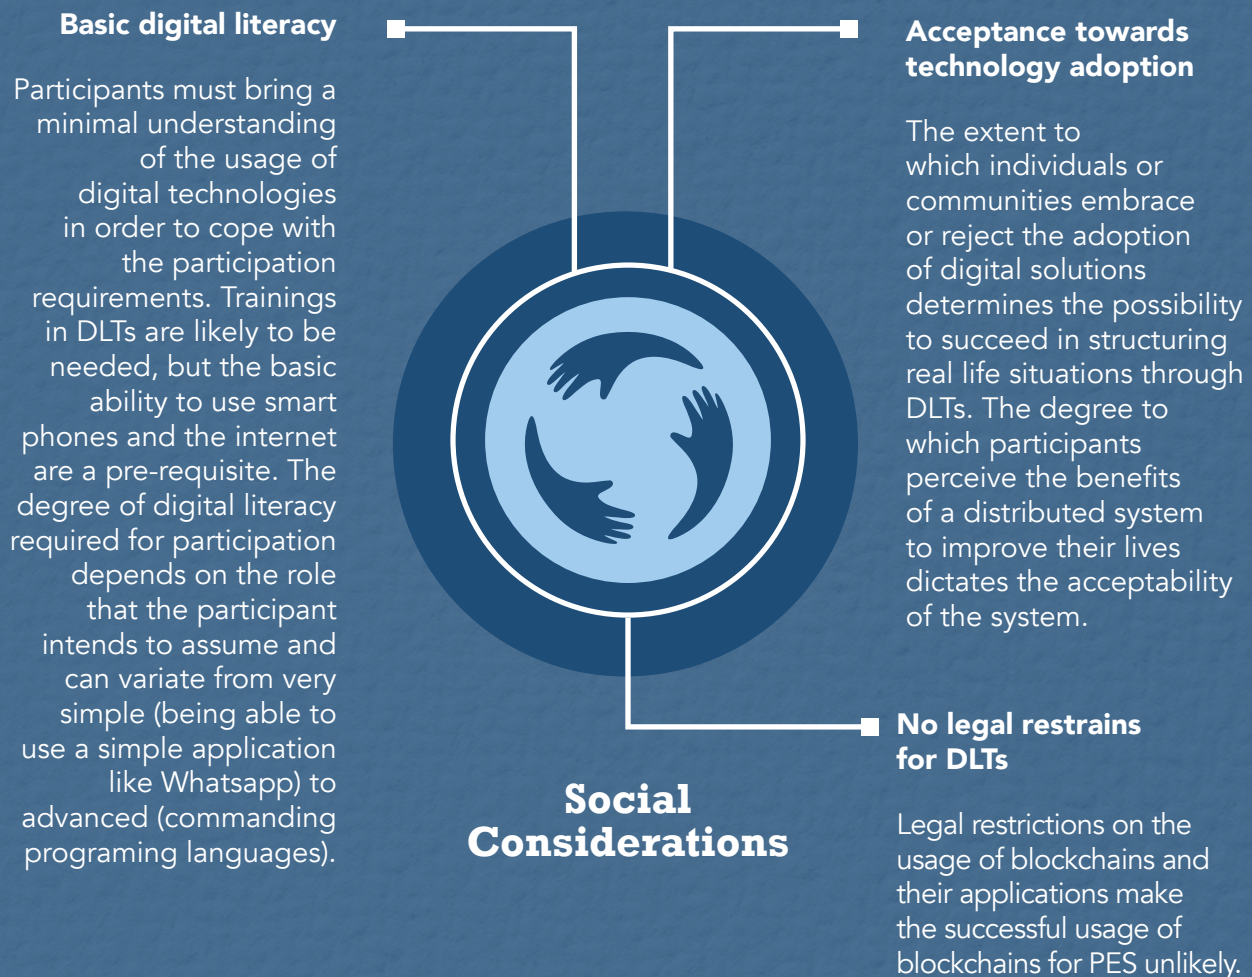 Basic digital literacy
Participants must bring a
minimal understanding
of the usage of
digital technologies
in order to cope with
the participation
requirements. Trainings
in DLTs are likely to be
needed, but the basic
ability to use smart
phones and the internet
are a pre-requisite. The
degree of digital literacy
required for participation
depends on the role
that the participant
intends to assume and
can variate from very
simple (being able to
use a simple application
like Whatsapp) to
advanced (commanding
programing languages).
Acceptance towards
technology adoption
The extent to
which individuals or
communities embrace
or reject the adoption
of digital solutions
determines the possibility
to succeed in structuring
real life situations through
DLTs. The degree to
which participants
perceive the benefits
of a distributed system
to improve their lives
dictates the acceptability
of the system.
No legal restrains
for DLTs
Legal restrictions on the
usage of blockchains and
their applications make
the successful usage of
blockchains for PES unlikely.
Social
Considerations